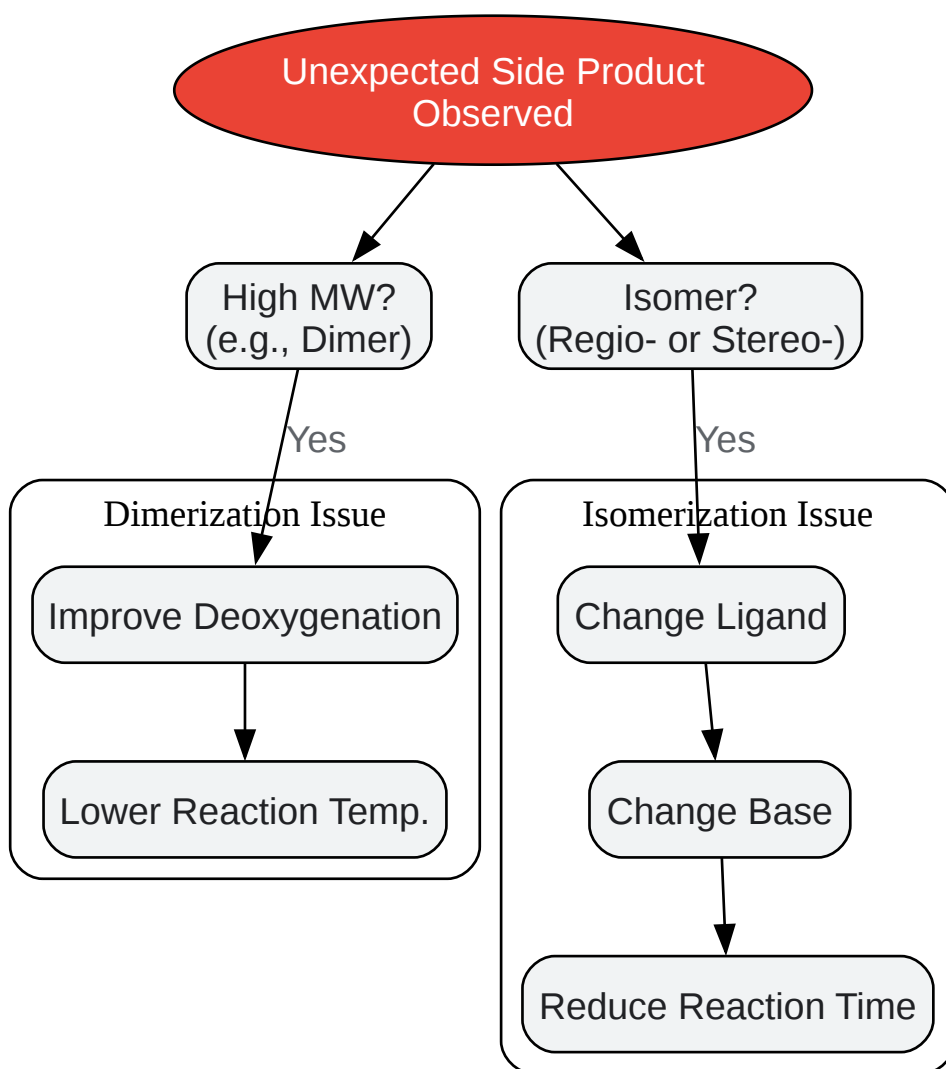 Unexpected Side Product
Observed
High MW?
(e.g., Dimer)
Isomer?
(Regio- or Stereo-)
Yes
Yes
Dimerization Issue
Isomerization Issue
Improve Deoxygenation
Change Ligand
Lower Reaction Temp.
Change Base
Reduce Reaction Time